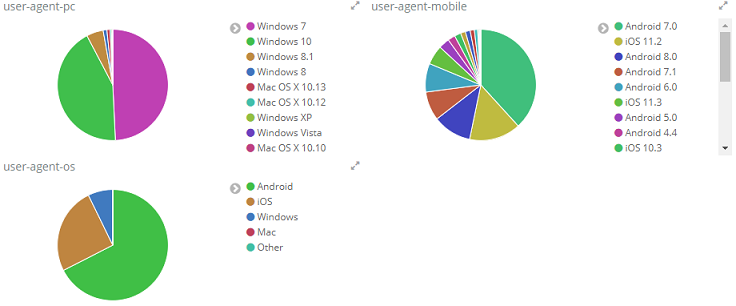 user-agent-pc
Windows 7
Windows 10
Windows 8.1
Windows 8
Mac OS X 10.13
Mac OS X 10.12
Windows XP
Windows Vista
Mac OS X 10.10
user-agent-mobile
Android 7.0
iOS 11.2
Android 8.0
Android 7.1
Android 6.0
iOS 11.3
Android 5.0
Android 4.4
iOS 10.3
user-agent-os
Android
iOS
Windows
Mac
Other